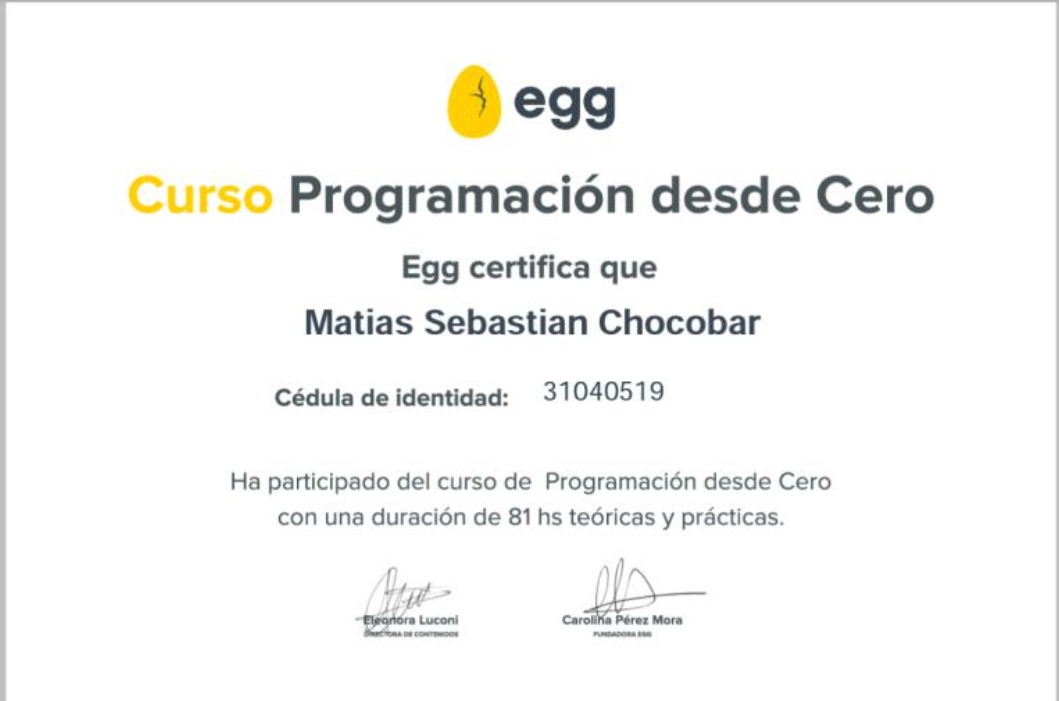 egg
Curso Programación desde Cero
Egg certifica que
Matias Sebastian Chocobar
Cédula de identidad: 31040519
Ha participado del curso de Programación desde Cero
con una duración de 81 hs teóricas y prácticas.
Eleonora Luconi Carolina Pérez Mora
DIRECTORA DE CONTENIDOS FUNDADORA EGG